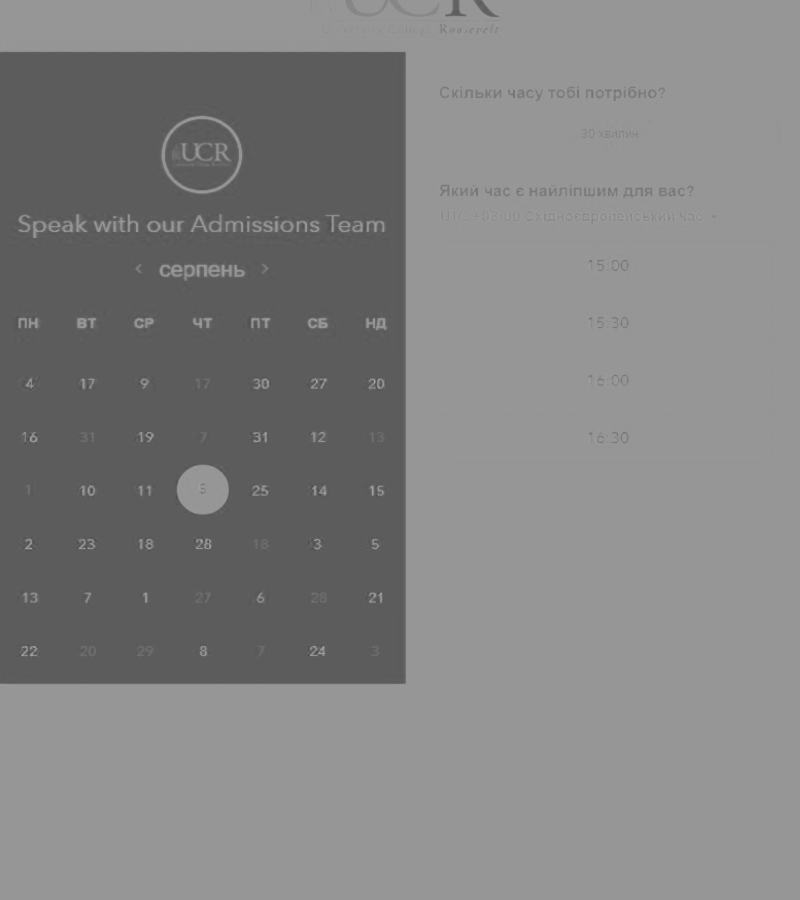 UCR
University College Roosevelt
UCR
Speak with our Admissions Team
< серпень >
ПН ВТ СР ЧТ ПТ СБ НД
4 17 9 17 30 27 20
16 31 19 7 31 12 13
1 10 11 5 25 14 15
2 23 18 28 18 3 5
13 7 1 27 6 28 21
22 20 29 8 7 24 3
Скільки часу тобі потрібно?
30 хвилин
Який час є найліпшим для вас?
UTC +03:00 Східноєвропейський час
15:00
15:30
16:00
16:30